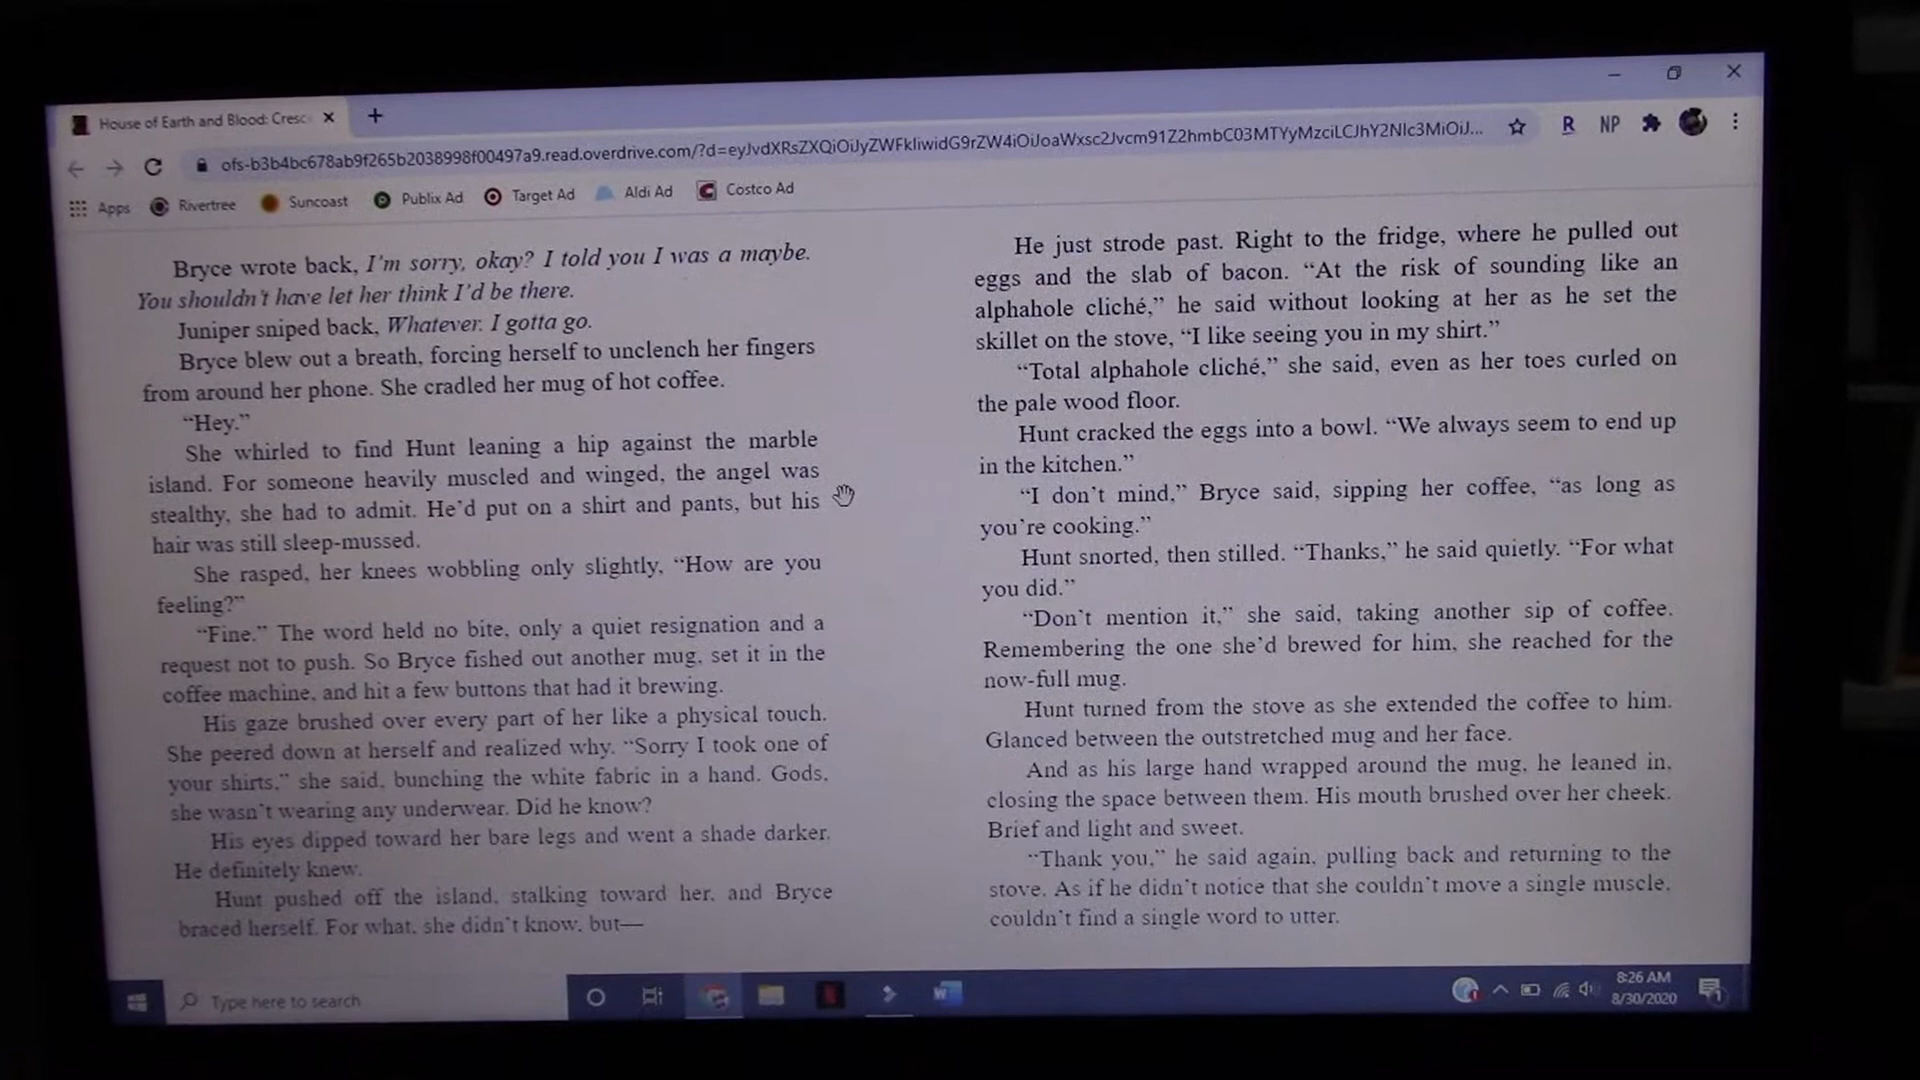 House of Earth and Blood: Cresc
ofs-b3b4bc678ab9f265b2038998f00497a9.read.overdrive.com/?d=eyJvdXRsZXQiOiJyZWFkIiwidG9rZW4iOiJoaWxsc2Jvcm91Z2hmbC03MTYyMzciLCJhY2Nlc3MiOiJ...
R
NP
Apps
Rivertree
Suncoast
Publix Ad
Target Ad
Aldi Ad
Costco Ad
Bryce wrote back, I'm sorry, okay? I told you I was a maybe.
You shouldn't have let her think I'd be there.
Juniper sniped back, Whatever. I gotta go.
Bryce blew out a breath, forcing herself to unclench her fingers
from around her phone. She cradled her mug of hot coffee.
“Hey.”
She whirled to find Hunt leaning a hip against the marble
island. For someone heavily muscled and winged, the angel was
stealthy, she had to admit. He'd put on a shirt and pants, but his
hair was still sleep-mussed.
She rasped, her knees wobbling only slightly, “How are you
feeling?”
“Fine.” The word held no bite, only a quiet resignation and a
request not to push. So Bryce fished out another mug, set it in the
coffee machine, and hit a few buttons that had it brewing.
His gaze brushed over every part of her like a physical touch.
She peered down at herself and realized why. “Sorry I took one of
your shirts,” she said, bunching the white fabric in a hand. Gods,
she wasn't wearing any underwear. Did he know?
His eyes dipped toward her bare legs and went a shade darker.
He definitely knew.
Hunt pushed off the island, stalking toward her, and Bryce
braced herself. For what, she didn't know, but—
He just strode past. Right to the fridge, where he pulled out
eggs and the slab of bacon. “At the risk of sounding like an
alphahole cliché,” he said without looking at her as he set the
skillet on the stove, “I like seeing you in my shirt.”
“Total alphahole cliché,” she said, even as her toes curled on
the pale wood floor.
Hunt cracked the eggs into a bowl. “We always seem to end up
in the kitchen.”
“I don't mind,” Bryce said, sipping her coffee, “as long as
you're cooking.”
Hunt snorted, then stilled. “Thanks,” he said quietly. “For what
you did.”
“Don't mention it,” she said, taking another sip of coffee.
Remembering the one she'd brewed for him, she reached for the
now-full mug.
Hunt turned from the stove as she extended the coffee to him.
Glanced between the outstretched mug and her face.
And as his large hand wrapped around the mug, he leaned in,
closing the space between them. His mouth brushed over her cheek.
Brief and light and sweet.
“Thank you,” he said again, pulling back and returning to the
stove. As if he didn't notice that she couldn't move a single muscle,
couldn't find a single word to utter.
Type here to search
8:26 AM
8/30/2020